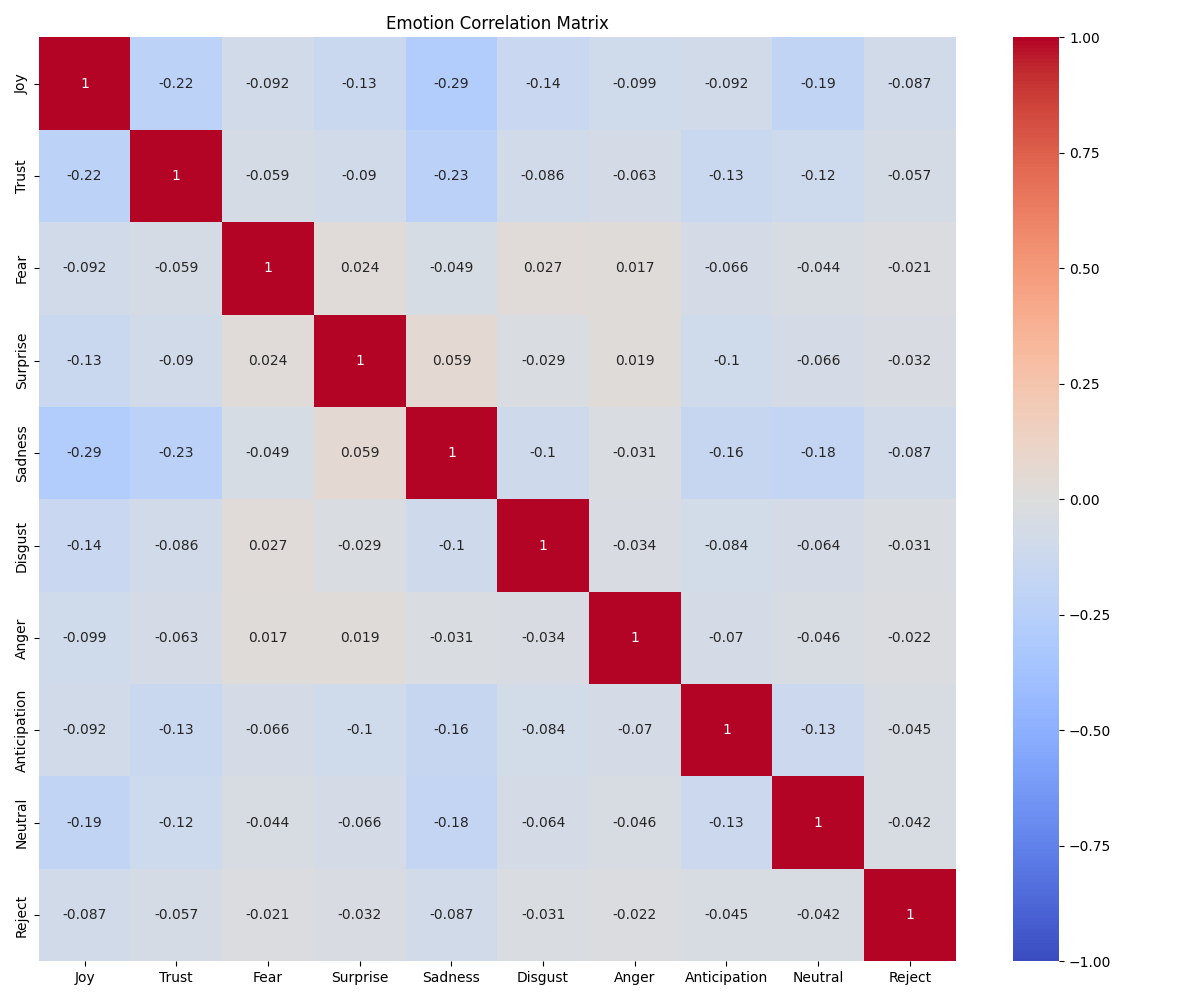 Emotion Correlation Matrix
Joy 1 -0.22 -0.092 -0.13 -0.29 -0.14 -0.099 -0.092 -0.19 -0.087
Trust -0.22 1 -0.059 -0.09 -0.23 -0.086 -0.063 -0.13 -0.12 -0.057
Fear -0.092 -0.059 1 0.024 -0.049 0.027 0.017 -0.066 -0.044 -0.021
Surprise -0.13 -0.09 0.024 1 0.059 -0.029 0.019 -0.1 -0.066 -0.032
Sadness -0.29 -0.23 -0.049 0.059 1 -0.1 -0.031 -0.16 -0.18 -0.087
Disgust -0.14 -0.086 0.027 -0.029 -0.1 1 -0.034 -0.084 -0.064 -0.031
Anger -0.099 -0.063 0.017 0.019 -0.031 -0.034 1 -0.07 -0.046 -0.022
Anticipation -0.092 -0.13 -0.066 -0.1 -0.16 -0.084 -0.07 1 -0.13 -0.045
Neutral -0.19 -0.12 -0.044 -0.066 -0.18 -0.064 -0.046 -0.13 1 -0.042
Reject -0.087 -0.057 -0.021 -0.032 -0.087 -0.031 -0.022 -0.045 -0.042 1
Joy Trust Fear Surprise Sadness Disgust Anger Anticipation Neutral Reject
1.00
0.75
0.50
0.25
0.00
−0.25
−0.50
−0.75
−1.00